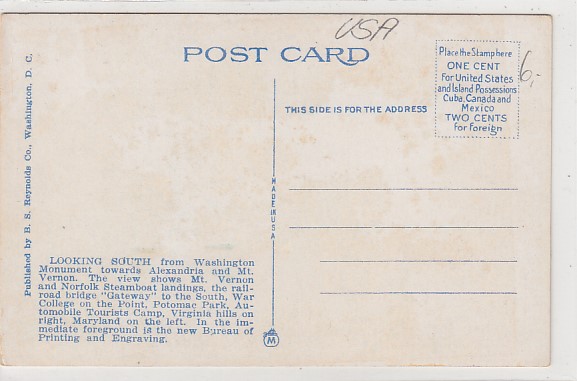 USA
POST CARD
Place the Stamp here
ONE CENT
for United States
and Island Possessions
Cuba, Canada and
Mexico
TWO CENTS
for Foreign
6,-
THIS SIDE IS FOR THE ADDRESS
Published by B. S. Reynolds Co., Washington, D. C.
MADE IN USA
LOOKING SOUTH from Washington
Monument towards Alexandria and Mt.
Vernon. The view shows Mt. Vernon
and Norfolk Steamboat landings, the rail-
road bridge "Gateway" to the South, War
College on the Point, Potomac Park, Au-
tomobile Tourists Camp, Virginia hills on
right, Maryland on the left. In the im-
mediate foreground is the new Bureau of
Printing and Engraving.
M